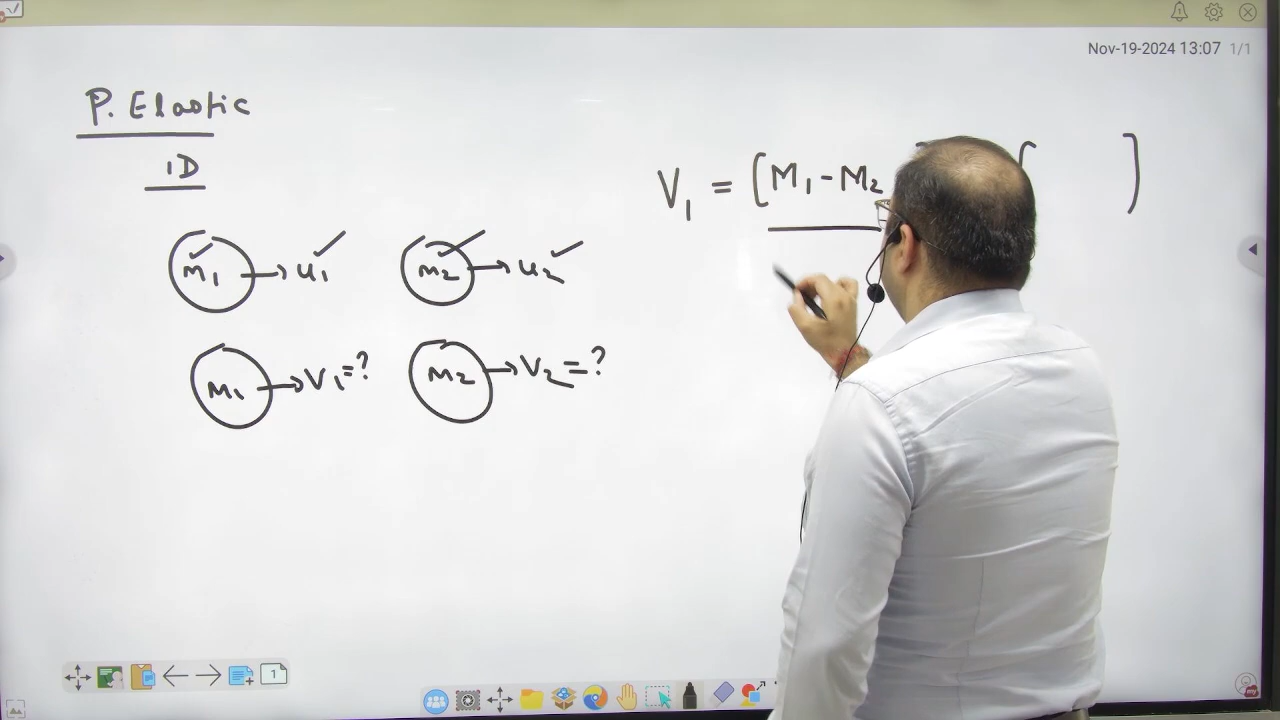 Nov-19-2024 13:07 1/1
P. Elastic
1D
V₁ = [M₁ - M₂ [ ]
m₁ → u₁ m₂ → u₂
m₁ → V₁ = ? m₂ → V₂ = ?
1